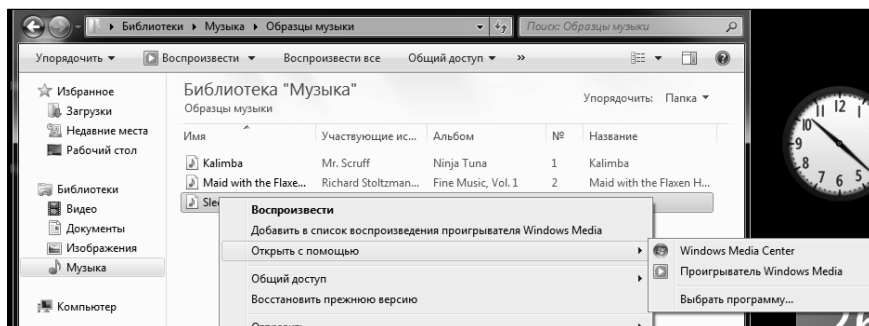 Библиотеки ▸ Музыка ▸ Образцы музыки
Поиск: Образцы музыки
Упорядочить Воспроизвести Воспроизвести все Общий доступ »
Избранное
Загрузки
Недавние места
Рабочий стол
Библиотеки
Видео
Документы
Изображения
Музыка
Компьютер
Библиотека "Музыка"
Образцы музыки
Упорядочить: Папка
Имя Участвующие ис... Альбом № Название
Kalimba Mr. Scruff Ninja Tuna 1 Kalimba
Maid with the Flaxe... Richard Stoltzman... Fine Music, Vol. 1 2 Maid with the Flaxen H...
Воспроизвести
Добавить в список воспроизведения проигрывателя Windows Media
Открыть с помощью
Общий доступ
Восстановить прежнюю версию
Windows Media Center
Проигрыватель Windows Media
Выбрать программу...
11 12 1
10
9
8
7 6 5